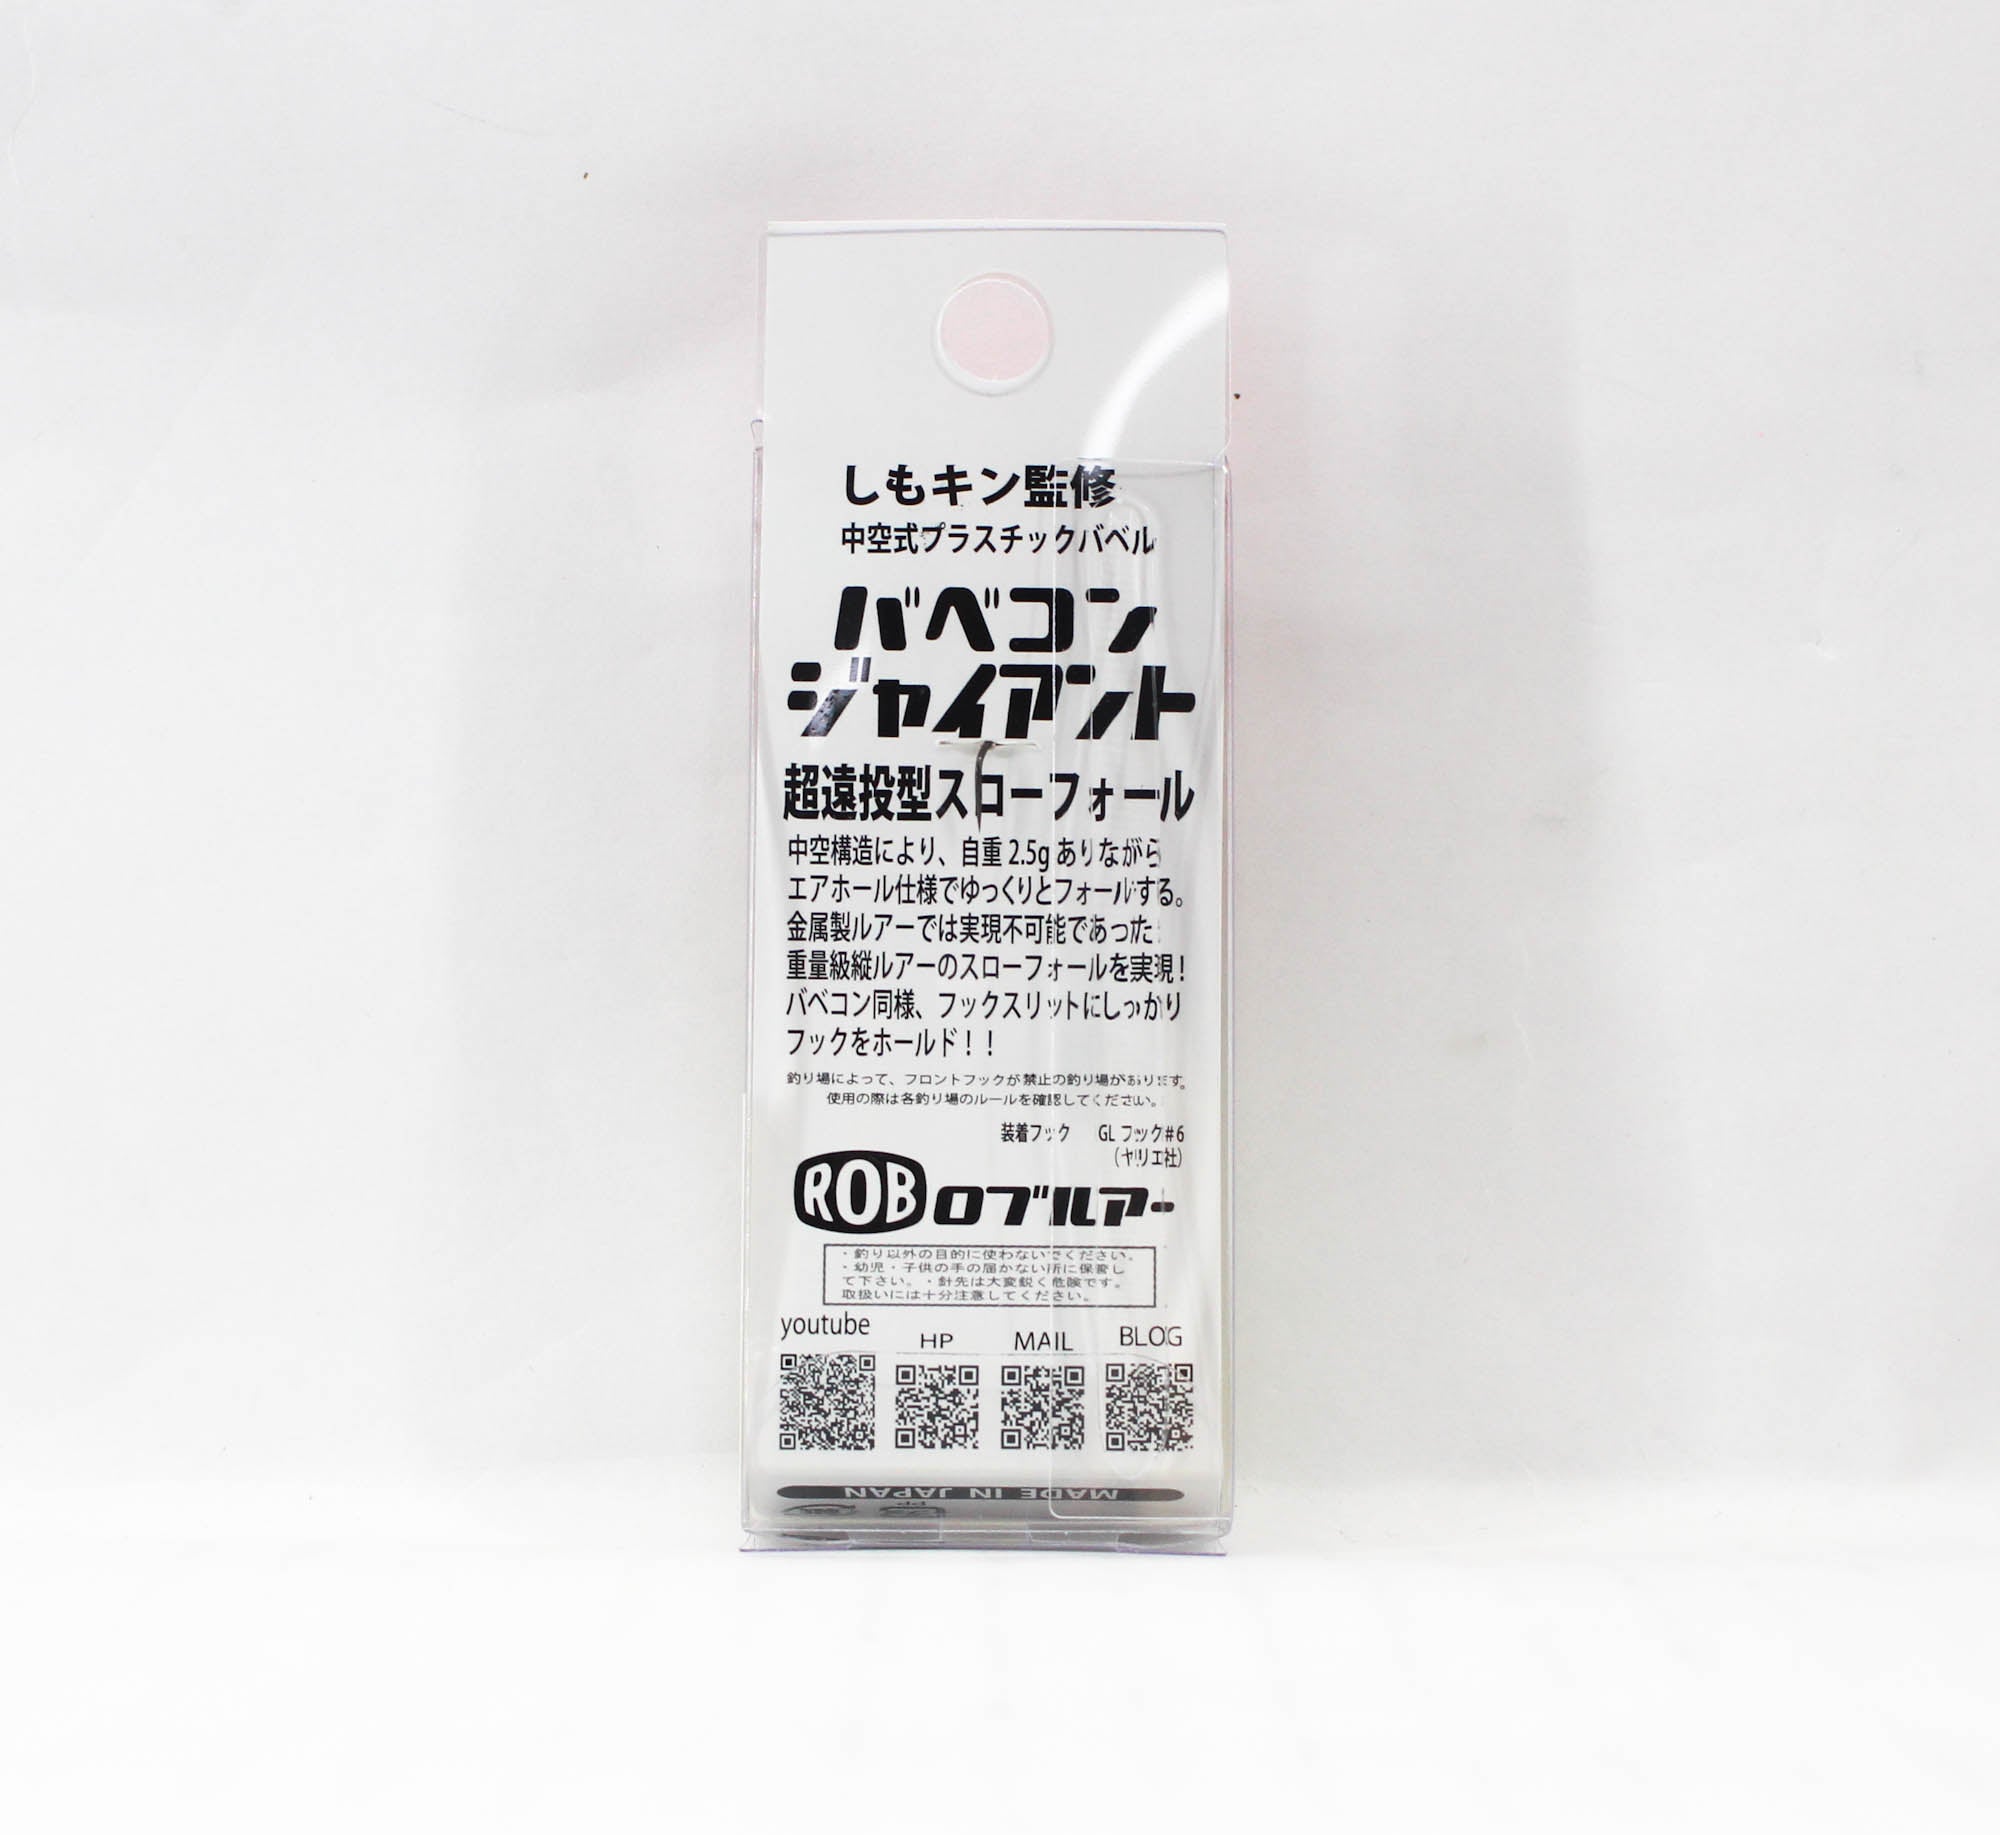 しもキン監修
中空式プラスチックバベル
バベコン
ジャイアント
超遠投型スローフォール
中空構造により、自重2.5gありながら
エアホール仕様でゆっくりとフォールする。
金属製ルアーでは実現不可能であった
重量級縦ルアーのスローフォールを実現！
バベコン同様、フックスリットにしっかり
フックをホールド！！
釣り場によって、フロントフックが禁止の釣り場があります。
使用の際は各釣り場のルールを確認してください。
装着フック GLフック#6
（ヤリエ社）
ROB ロブルアー
・釣り以外の目的に使わないでください。
・幼児・子供の手の届かない所に保管し
て下さい。・針先は大変鋭く危険です。
取扱いには十分注意してください。
youtube HP MAIL BLOG
MADE IN JAPAN
PP